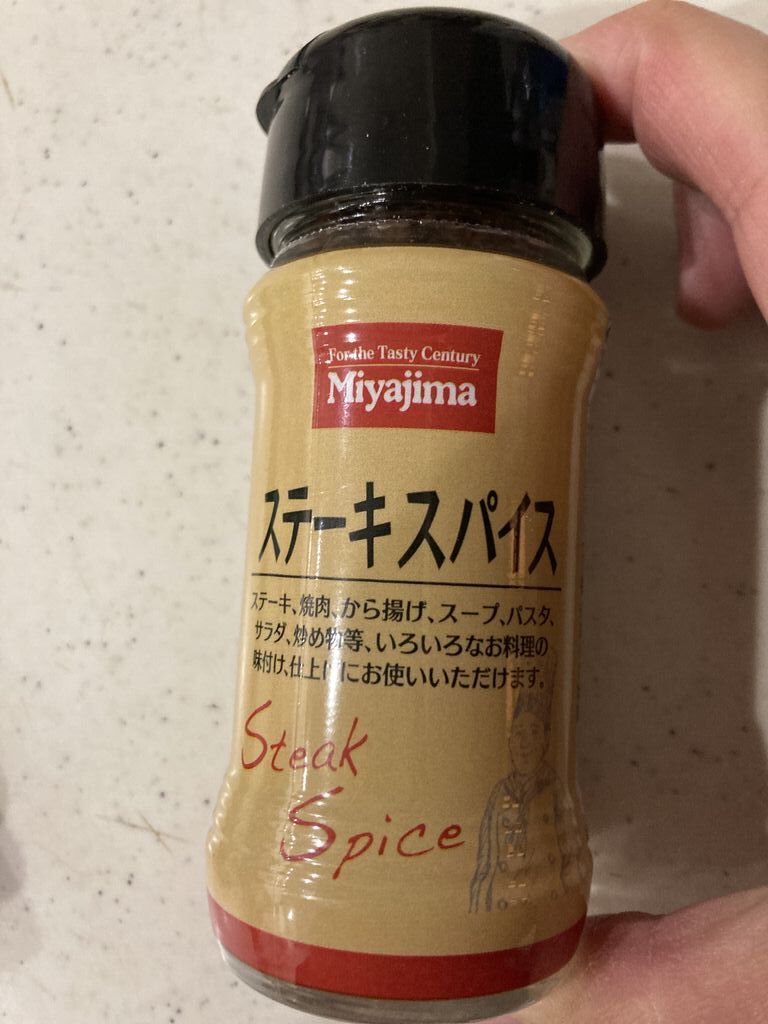 For the Tasty Century
Miyajima
ステーキスパイス
ステーキ、焼肉、から揚げ、スープ、パスタ、
サラダ、炒め物等、いろいろなお料理の
味付け、仕上げにお使いいただけます。
Steak
Spice